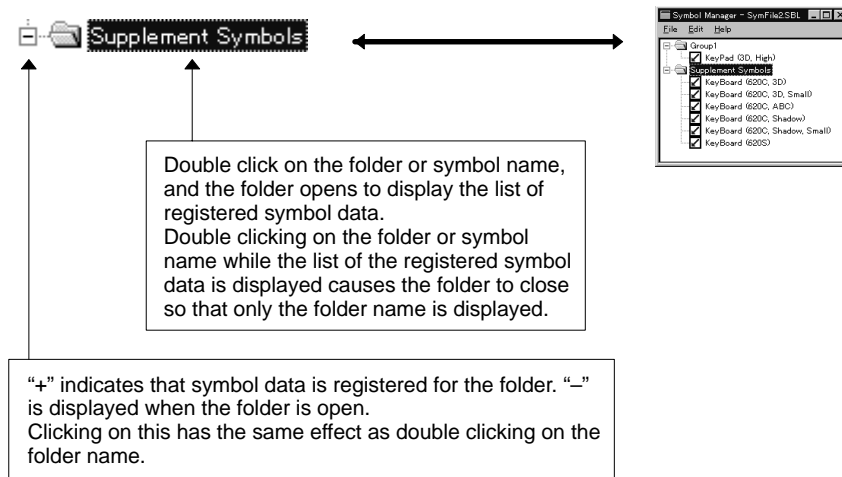 Supplement Symbols
Symbol Manager - SymFile2.SBL
File Edit Help
Group1
KeyPad (3D, High)
Supplement Symbols
KeyBoard (620C, 3D)
KeyBoard (620C, 3D, Small)
KeyBoard (620C, ABC)
KeyBoard (620C, Shadow)
KeyBoard (620C, Shadow, Small)
KeyBoard (620S)
Double click on the folder or symbol name,
and the folder opens to display the list of
registered symbol data.
Double clicking on the folder or symbol
name while the list of the registered symbol
data is displayed causes the folder to close
so that only the folder name is displayed.
“+” indicates that symbol data is registered for the folder. “–”
is displayed when the folder is open.
Clicking on this has the same effect as double clicking on the
folder name.